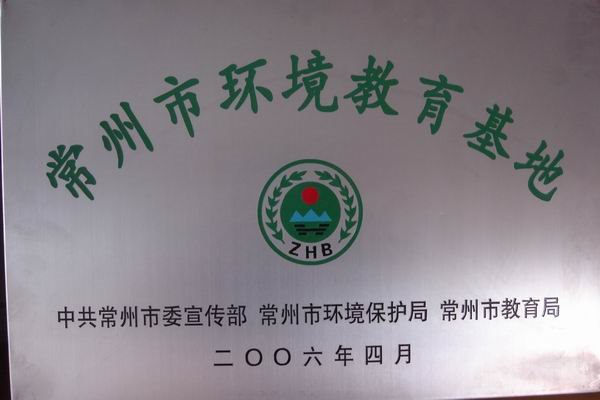 常州市环境教育基地
ZHB
中共常州市委宣传部 常州市环境保护局 常州市教育局
二〇〇六年四月